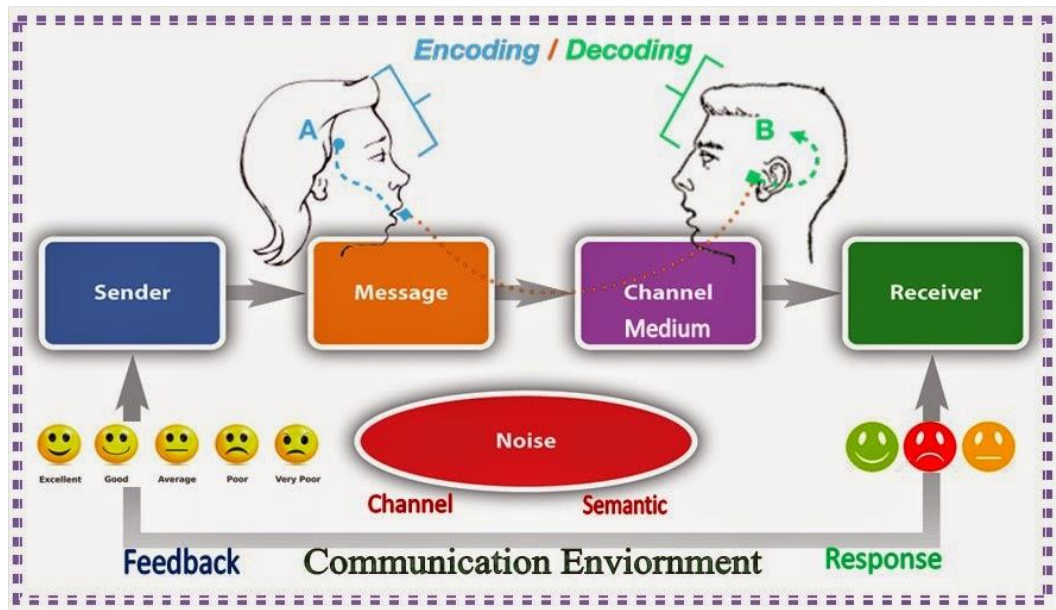 Encoding / Decoding
A
B
Sender
Message
Channel
Medium
Receiver
Noise
Excellent
Good
Average
Poor
Very Poor
Channel
Semantic
Feedback
Communication Enviornment
Response